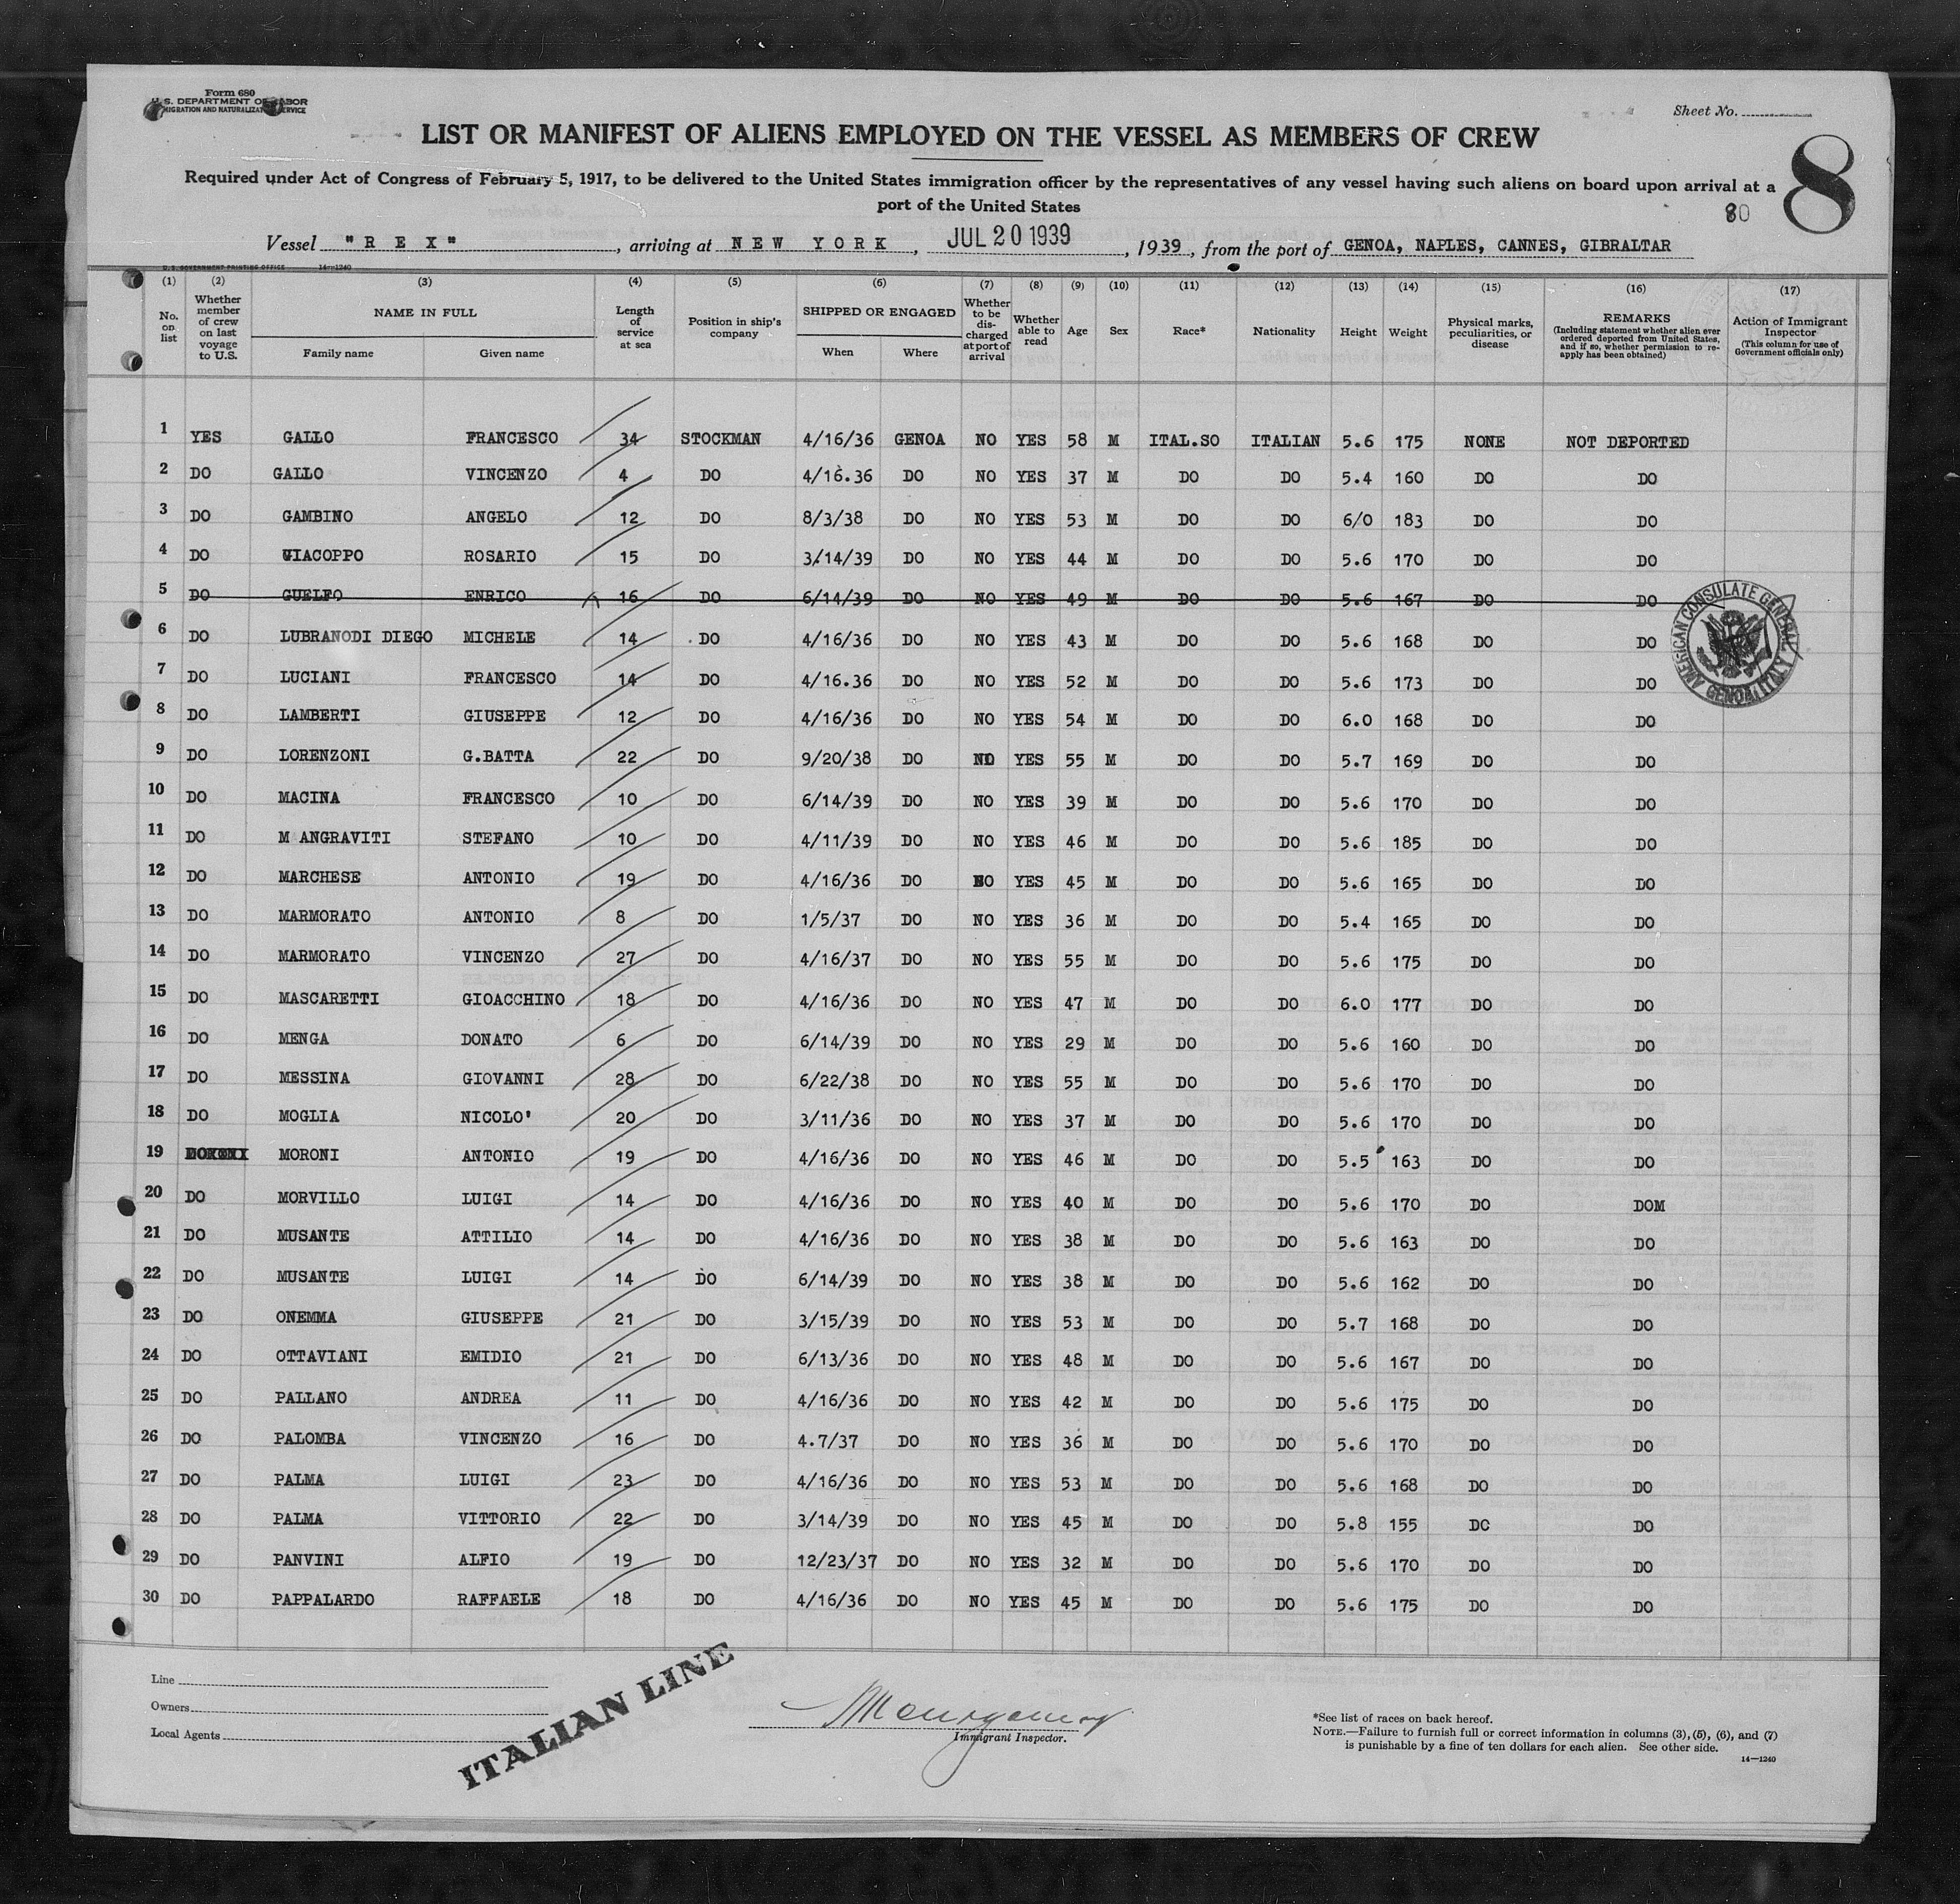 Form 680
U. S. DEPARTMENT OF LABOR
IMMIGRATION AND NATURALIZATION SERVICE
Sheet No.
LIST OR MANIFEST OF ALIENS EMPLOYED ON THE VESSEL AS MEMBERS OF CREW
8
Required under Act of Congress of February 5, 1917, to be delivered to the United States immigration officer by the representatives of any vessel having such aliens on board upon arrival at a
port of the United States
80
Vessel "R E X", arriving at NEW YORK, JUL 20 1939, 1939, from the port of GENOA, NAPLES, CANNES, GIBRALTAR
U. S. GOVERNMENT PRINTING OFFICE 14—1240
(1) (2) (3) (4) (5) (6) (7) (8) (9) (10) (11) (12) (13) (14) (15) (16) (17)
No. on list Whether member of crew on last voyage to U.S. NAME IN FULL Family name Given name Length of service at sea Position in ship's company SHIPPED OR ENGAGED When Where Whether to be discharged at port of arrival Whether able to read Age Sex Race* Nationality Height Weight Physical marks, peculiarities, or disease REMARKS (Including statement whether alien ever ordered deported from United States, and if so, whether permission to reapply has been obtained) Action of Immigrant Inspector (This column for use of Government officials only)
1 YES GALLO FRANCESCO 34 STOCKMAN 4/16/36 GENOA NO YES 58 M ITAL.SO ITALIAN 5.6 175 NONE NOT DEPORTED
2 DO GALLO VINCENZO 4 DO 4/16.36 DO NO YES 37 M DO DO 5.4 160 DO DO
3 DO GAMBINO ANGELO 12 DO 8/3/38 DO NO YES 53 M DO DO 6/0 183 DO DO
4 DO GIACOPPO ROSARIO 15 DO 3/14/39 DO NO YES 44 M DO DO 5.6 170 DO DO
5 DO GUELFO ENRICO 16 DO 6/14/39 DO NO YES 49 M DO DO 5.6 167 DO DO
6 DO LUBRANODI DIEGO MICHELE 14 DO 4/16/36 DO NO YES 43 M DO DO 5.6 168 DO DO
7 DO LUCIANI FRANCESCO 14 DO 4/16.36 DO NO YES 52 M DO DO 5.6 173 DO DO
8 DO LAMBERTI GIUSEPPE 12 DO 4/16/36 DO NO YES 54 M DO DO 6.0 168 DO DO
9 DO LORENZONI G.BATTA 22 DO 9/20/38 DO NO YES 55 M DO DO 5.7 169 DO DO
10 DO MACINA FRANCESCO 10 DO 6/14/39 DO NO YES 39 M DO DO 5.6 170 DO DO
11 DO M ANGRAVITI STEFANO 10 DO 4/11/39 DO NO YES 46 M DO DO 5.6 185 DO DO
12 DO MARCHESE ANTONIO 19 DO 4/16/36 DO NO YES 45 M DO DO 5.6 165 DO DO
13 DO MARMORATO ANTONIO 8 DO 1/5/37 DO NO YES 36 M DO DO 5.4 165 DO DO
14 DO MARMORATO VINCENZO 27 DO 4/16/37 DO NO YES 55 M DO DO 5.6 175 DO DO
15 DO MASCARETTI GIOACCHINO 18 DO 4/16/36 DO NO YES 47 M DO DO 6.0 177 DO DO
16 DO MENGA DONATO 6 DO 6/14/39 DO NO YES 29 M DO DO 5.6 160 DO DO
17 DO MESSINA GIOVANNI 28 DO 6/22/38 DO NO YES 55 M DO DO 5.6 170 DO DO
18 DO MOGLIA NICOLO' 20 DO 3/11/36 DO NO YES 37 M DO DO 5.6 170 DO DO
19 MORONI ANTONIO 19 DO 4/16/36 DO NO YES 46 M DO DO 5.5 163 DO DO
20 DO MORVILLO LUIGI 14 DO 4/16/36 DO NO YES 40 M DO DO 5.6 170 DO DOM
21 DO MUSANTE ATTILIO 14 DO 4/16/36 DO NO YES 38 M DO DO 5.6 163 DO DO
22 DO MUSANTE LUIGI 14 DO 6/14/39 DO NO YES 38 M DO DO 5.6 162 DO DO
23 DO ONEMMA GIUSEPPE 21 DO 3/15/39 DO NO YES 53 M DO DO 5.7 168 DO DO
24 DO OTTAVIANI EMIDIO 21 DO 6/13/36 DO NO YES 48 M DO DO 5.6 167 DO DO
25 DO PALLANO ANDREA 11 DO 4/16/36 DO NO YES 42 M DO DO 5.6 175 DO DO
26 DO PALOMBA VINCENZO 16 DO 4.7/37 DO NO YES 36 M DO DO 5.6 170 DO DO
27 DO PALMA LUIGI 23 DO 4/16/36 DO NO YES 53 M DO DO 5.6 168 DO DO
28 DO PALMA VITTORIO 22 DO 3/14/39 DO NO YES 45 M DO DO 5.8 155 DC DO
29 DO PANVINI ALFIO 19 DO 12/23/37 DO NO YES 32 M DO DO 5.6 170 DO DO
30 DO PAPPALARDO RAFFAELE 18 DO 4/16/36 DO NO YES 45 M DO DO 5.6 175 DO DO
AMERICAN CONSULATE GENERAL
GENOA, ITALY
Line
Owners
Local Agents
ITALIAN LINE
Immigrant Inspector.
*See list of races on back hereof.
NOTE.—Failure to furnish full or correct information in columns (3), (5), (6), and (7)
is punishable by a fine of ten dollars for each alien. See other side.
14—1240